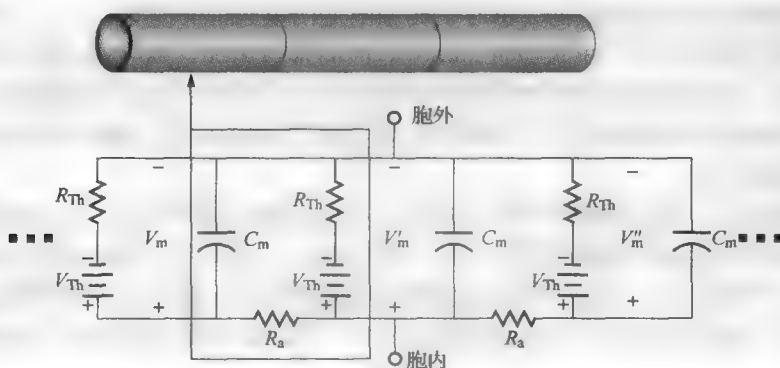 胞外
− − −
R_Th R_Th R_Th
V_m C_m V′_m C_m V″_m C_m
− − −
V_Th V_Th V_Th
+ + + + + +
R_a R_a
胞内